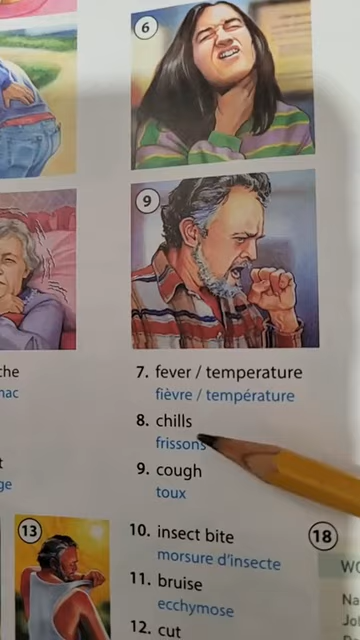 6
9
che
7. fever / temperature
mac
fièvre / température
8. chills
frissons
9. cough
ge
toux
13
10. insect bite
18
morsure d'insecte
11. bruise
ecchymose
12. cut